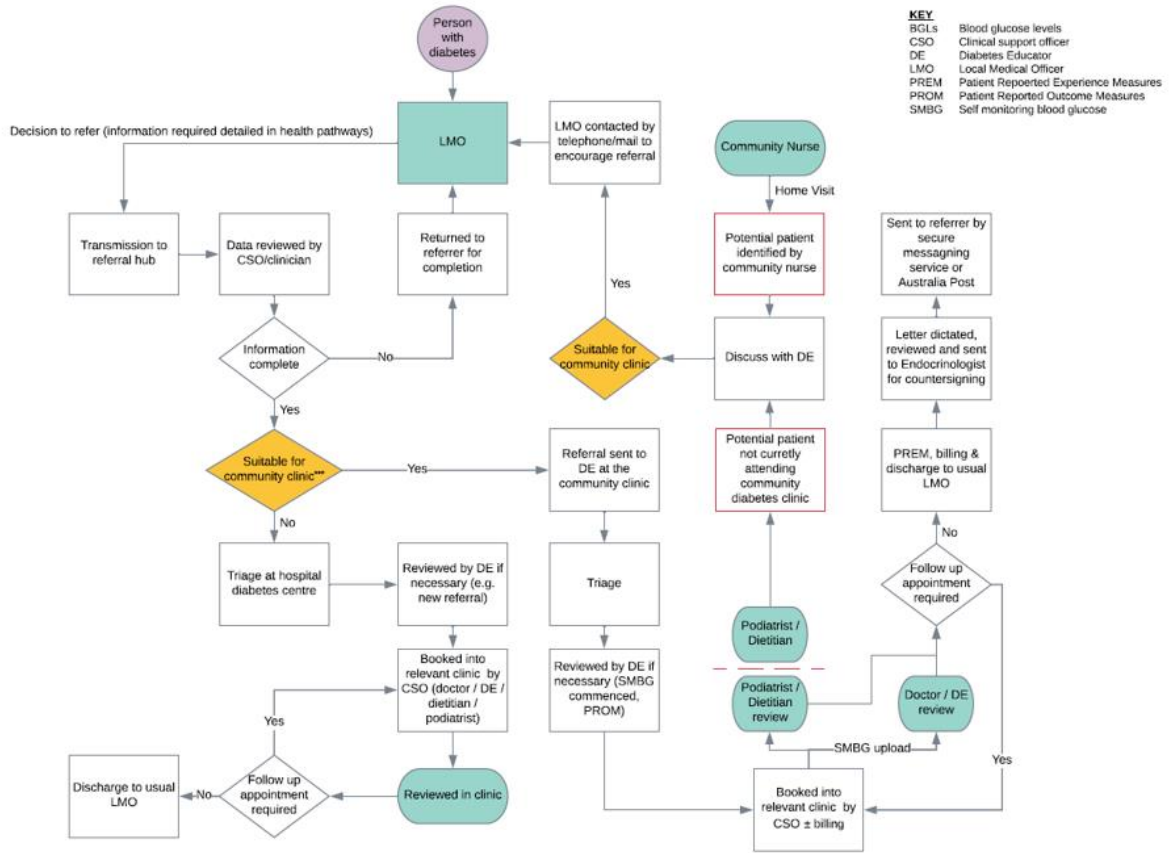 Person
with
diabetes
KEY
BGLs Blood glucose levels
CSO Clinical support officer
DE Diabetes Educator
LMO Local Medical Officer
PREM Patient Repoerted Experience Measures
PROM Patient Reported Outcome Measures
SMBG Self monitoring blood glucose
Decision to refer (information required detailed in health pathways)
LMO
LMO contacted by
telephone/mail to
encourage referral
Community Nurse
Home Visit
Transmission to
referral hub
Data reviewed by
CSO/clinician
Returned to
referrer for
completion
Yes
Potential patient
identified by
community nurse
Sent to referrer by
secure
messagning
service or
Australia Post
Information
complete
No
Suitable for
community clinic
Discuss with DE
Letter dictated,
reviewed and sent
to Endocrinologist
for countersigning
Yes
Suitable for
community clinic***
Yes
Referral sent to
DE at the
community clinic
Potential patient
not curretly
attending
community
diabetes clinic
PREM, billing &
discharge to usual
LMO
No
No
Triage at hospital
diabetes centre
Reviewed by DE if
necessary (e.g.
new referral)
Triage
Follow up
appointment
required
Podiatrist /
Dietitian
Booked into
relevant clinic by
CSO (doctor / DE /
dietitian /
podiatrist)
Reviewed by DE if
necessary (SMBG
commenced,
PROM)
Podiatrist /
Dietitian
review
Doctor / DE
review
Yes
SMBG upload
Yes
Discharge to usual
LMO
No
Follow up
appointment
required
Reviewed in clinic
Booked into
relevant clinic by
CSO ± billing